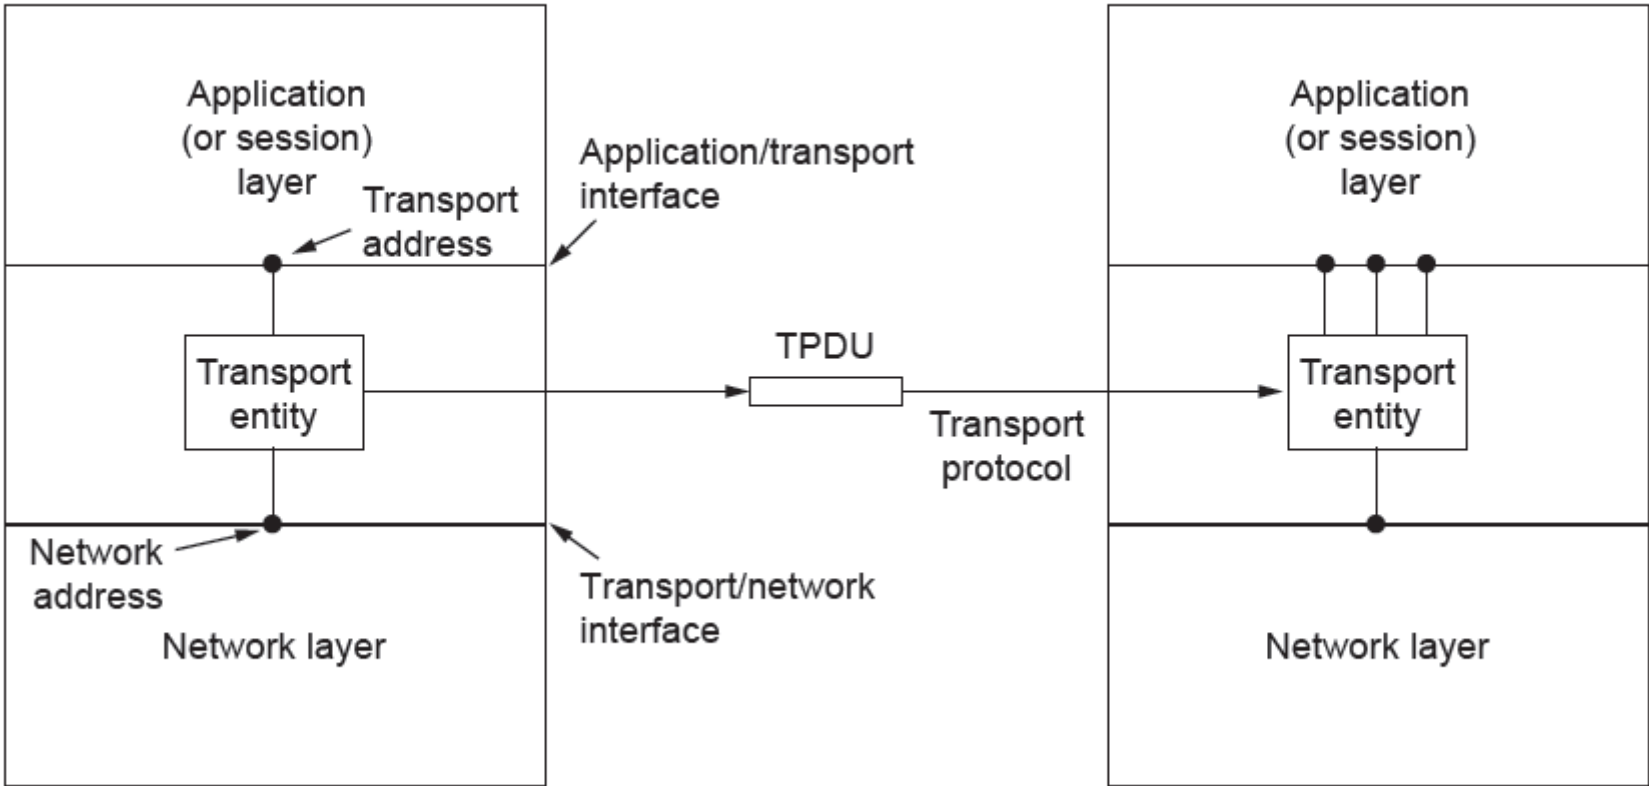 Application
(or session)
layer
Transport
address
Application/transport
interface
Application
(or session)
layer
Transport
entity
TPDU
Transport
protocol
Transport
entity
Network
address
Transport/network
interface
Network layer
Network layer